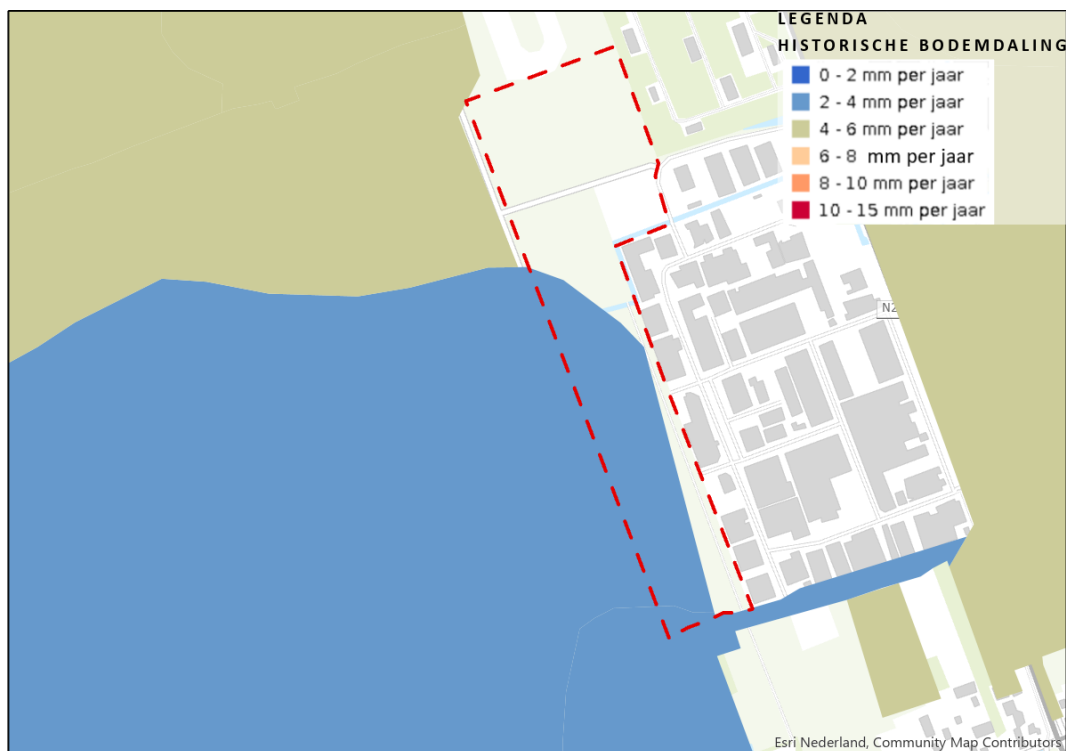 LEGENDA
HISTORISCHE BODEMDALING
0 - 2 mm per jaar
2 - 4 mm per jaar
4 - 6 mm per jaar
6 - 8 mm per jaar
8 - 10 mm per jaar
10 - 15 mm per jaar
N2
Esri Nederland, Community Map Contributors